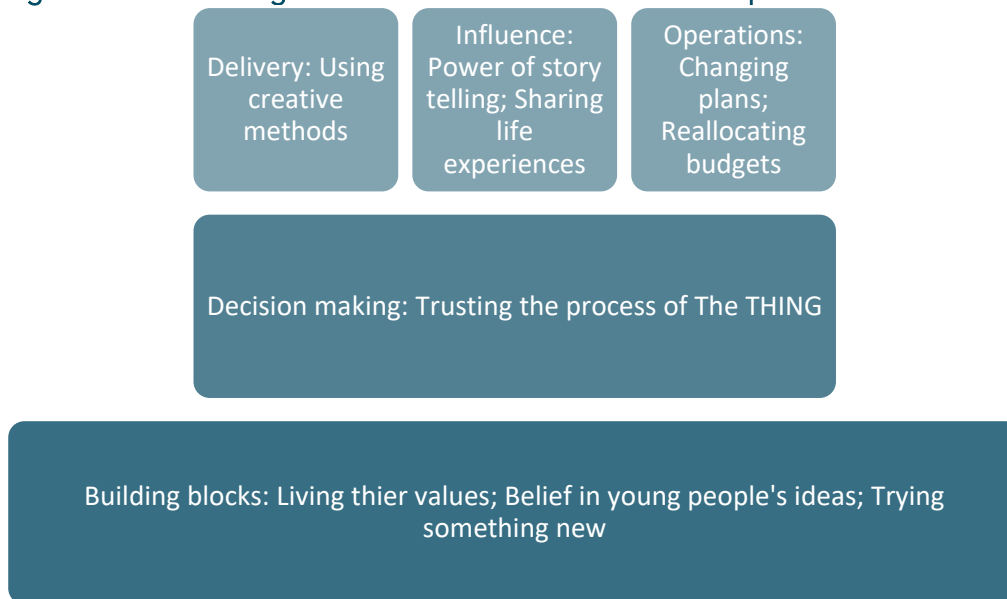 Delivery: Using
creative
methods
Influence:
Power of story
telling; Sharing
life
experiences
Operations:
Changing
plans;
Reallocating
budgets
Decision making: Trusting the process of The THING
Building blocks: Living thier values; Belief in young people's ideas; Trying
something new